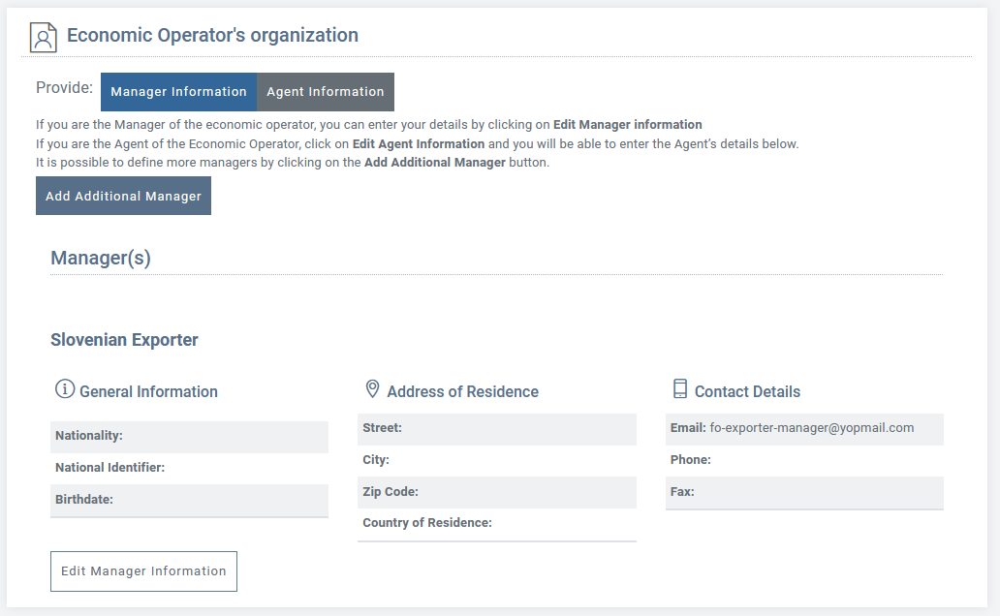 Economic Operator's organization
Provide: Manager Information Agent Information
If you are the Manager of the economic operator, you can enter your details by clicking on Edit Manager information
If you are the Agent of the Economic Operator, click on Edit Agent Information and you will be able to enter the Agent’s details below.
It is possible to define more managers by clicking on the Add Additional Manager button.
Add Additional Manager
Manager(s)
Slovenian Exporter
General Information
Nationality:
National Identifier:
Birthdate:
Address of Residence
Street:
City:
Zip Code:
Country of Residence:
Contact Details
Email: fo-exporter-manager@yopmail.com
Phone:
Fax:
Edit Manager Information